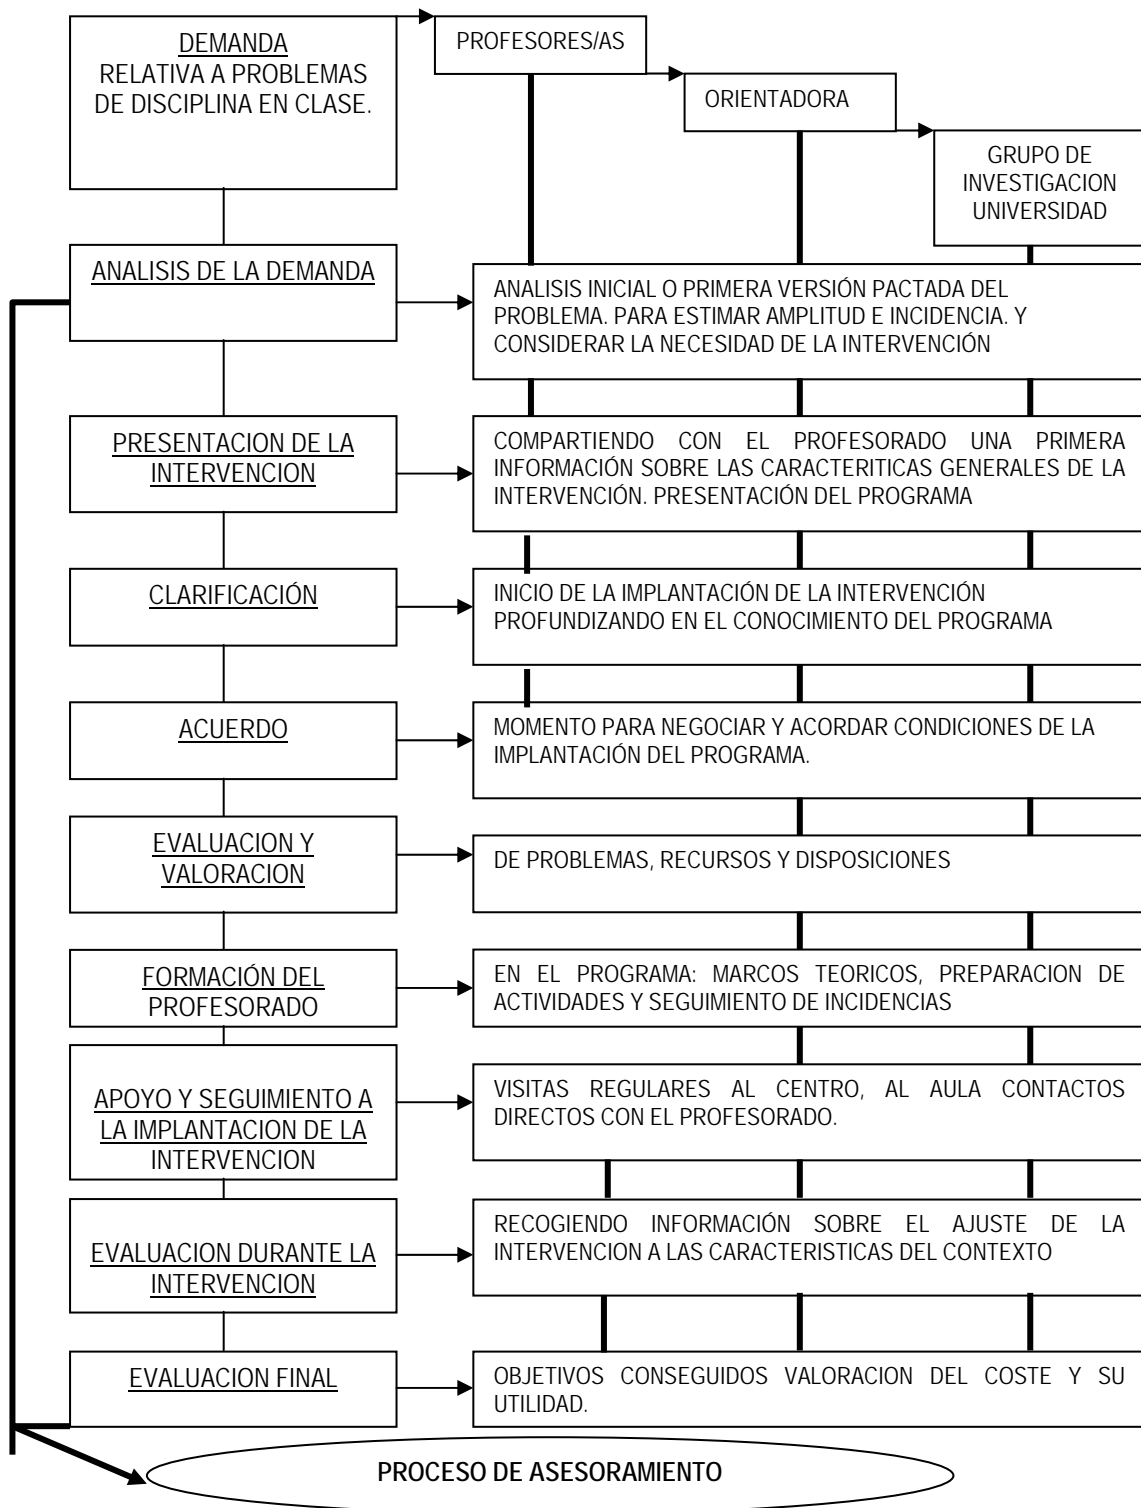 DEMANDA
RELATIVA A PROBLEMAS
DE DISCIPLINA EN CLASE.
PROFESORES/AS
ORIENTADORA
GRUPO DE
INVESTIGACION
UNIVERSIDAD
ANALISIS DE LA DEMANDA
ANALISIS INICIAL O PRIMERA VERSIÓN PACTADA DEL
PROBLEMA. PARA ESTIMAR AMPLITUD E INCIDENCIA. Y
CONSIDERAR LA NECESIDAD DE LA INTERVENCIÓN
PRESENTACION DE LA
INTERVENCION
COMPARTIENDO CON EL PROFESORADO UNA PRIMERA
INFORMACIÓN SOBRE LAS CARACTERITICAS GENERALES DE LA
INTERVENCIÓN. PRESENTACIÓN DEL PROGRAMA
CLARIFICACIÓN
INICIO DE LA IMPLANTACIÓN DE LA INTERVENCIÓN
PROFUNDIZANDO EN EL CONOCIMIENTO DEL PROGRAMA
ACUERDO
MOMENTO PARA NEGOCIAR Y ACORDAR CONDICIONES DE LA
IMPLANTACIÓN DEL PROGRAMA.
EVALUACION Y
VALORACION
DE PROBLEMAS, RECURSOS Y DISPOSICIONES
FORMACIÓN DEL
PROFESORADO
EN EL PROGRAMA: MARCOS TEORICOS, PREPARACION DE
ACTIVIDADES Y SEGUIMIENTO DE INCIDENCIAS
APOYO Y SEGUIMIENTO A
LA IMPLANTACION DE LA
INTERVENCION
VISITAS REGULARES AL CENTRO, AL AULA CONTACTOS
DIRECTOS CON EL PROFESORADO.
EVALUACION DURANTE LA
INTERVENCION
RECOGIENDO INFORMACIÓN SOBRE EL AJUSTE DE LA
INTERVENCION A LAS CARACTERISTICAS DEL CONTEXTO
EVALUACION FINAL
OBJETIVOS CONSEGUIDOS VALORACION DEL COSTE Y SU
UTILIDAD.
PROCESO DE ASESORAMIENTO